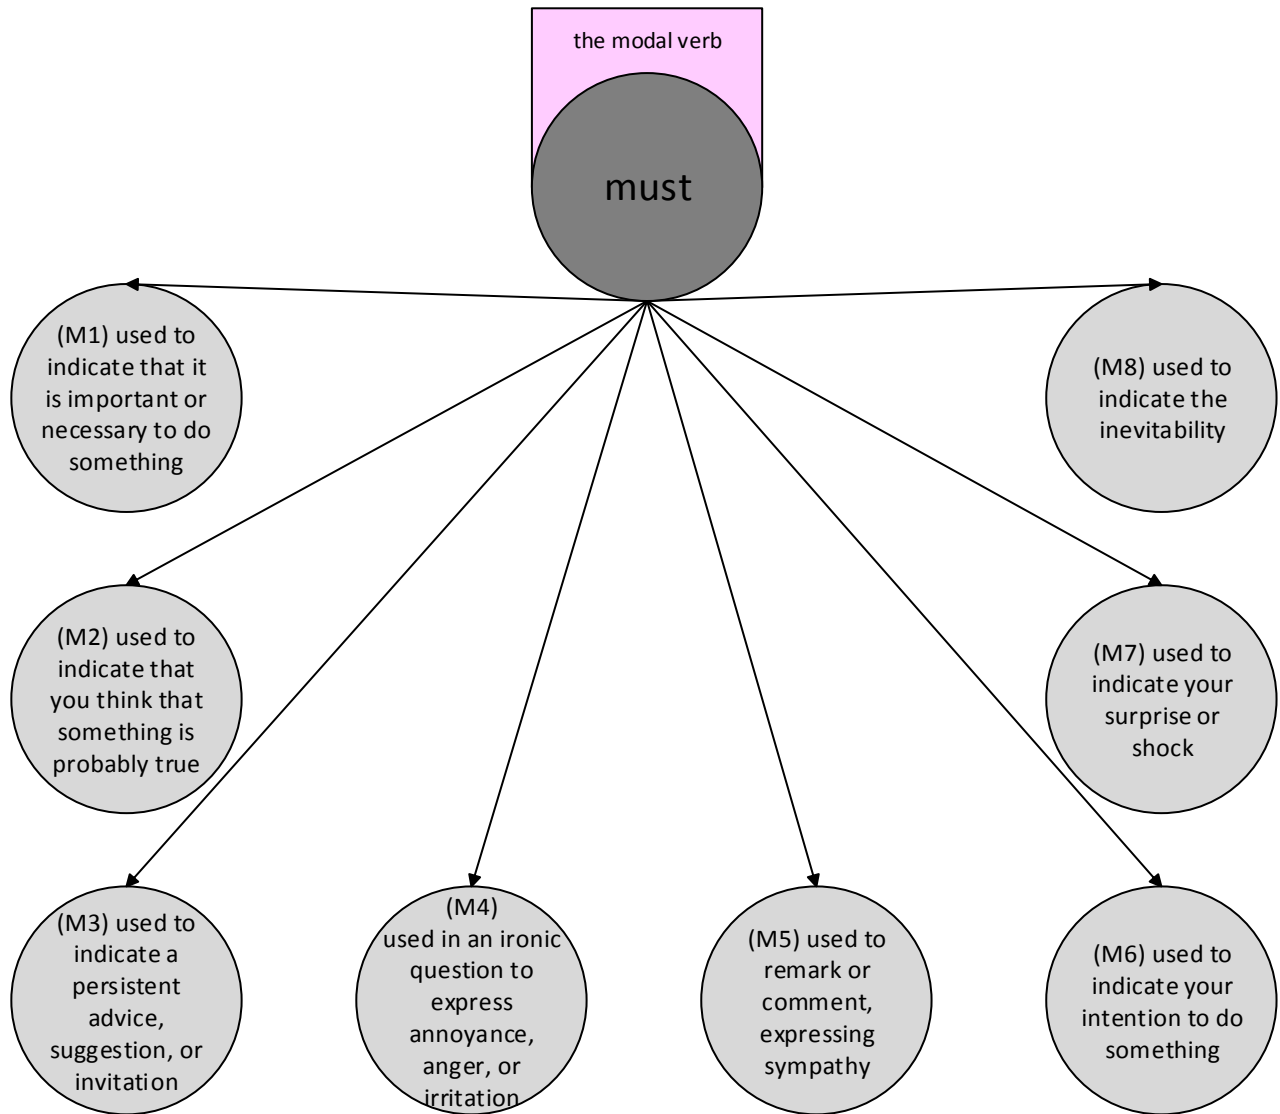 the modal verb
must
(M1) used to
indicate that it
is important or
necessary to do
something
(M8) used to
indicate the
inevitability
(M2) used to
indicate that
you think that
something is
probably true
(M7) used to
indicate your
surprise or
shock
(M3) used to
indicate a
persistent
advice,
suggestion, or
invitation
(M4)
used in an ironic
question to
express
annoyance,
anger, or
irritation
(M5) used to
remark or
comment,
expressing
sympathy
(M6) used to
indicate your
intention to do
something